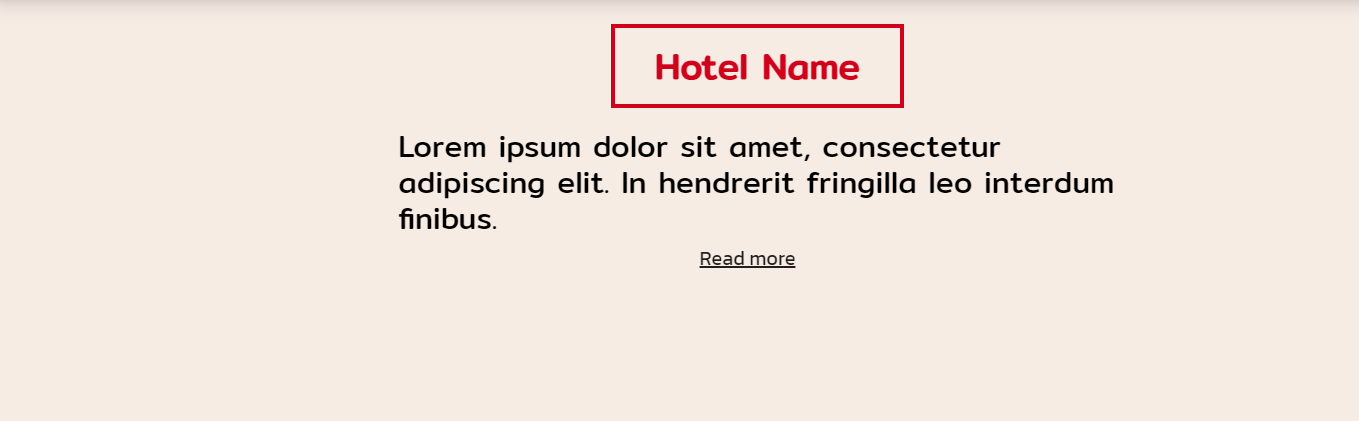 Hotel Name
Lorem ipsum dolor sit amet, consectetur
adipiscing elit. In hendrerit fringilla leo interdum
finibus.
Read more